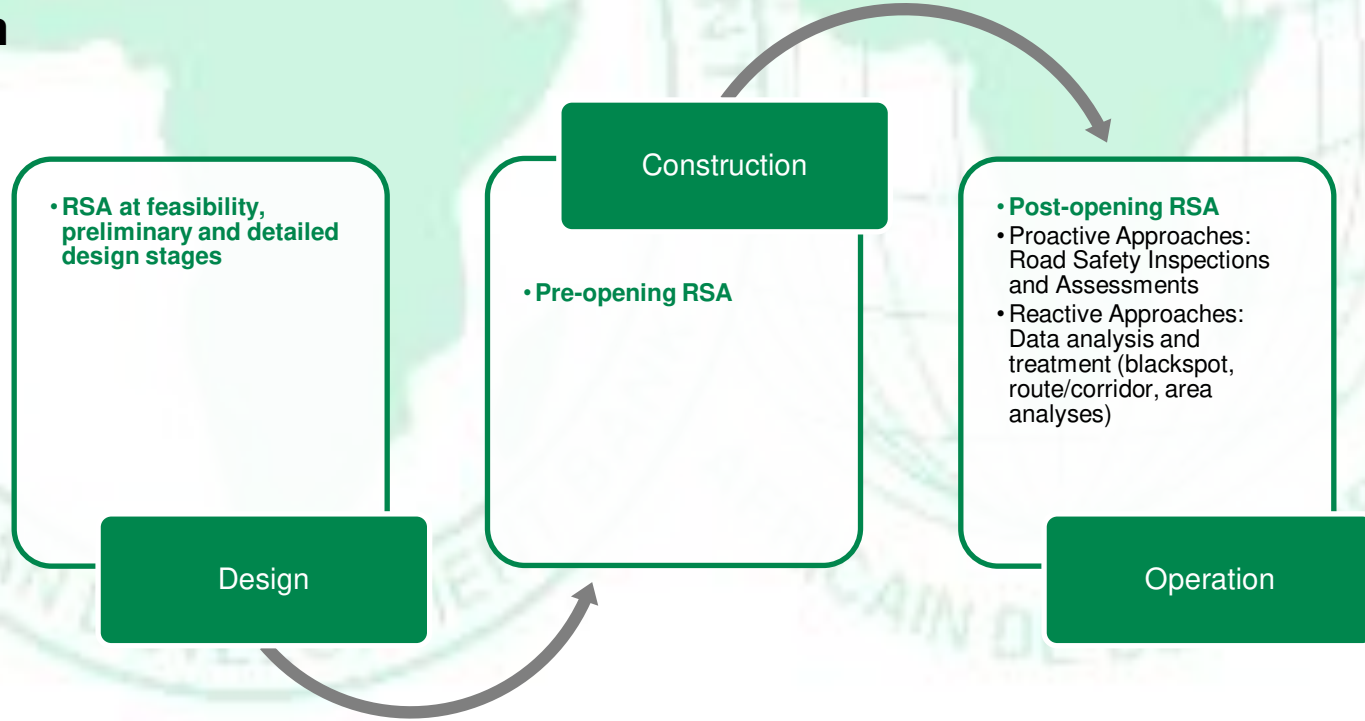 • RSA at feasibility,
preliminary and detailed
design stages
Design
Construction
• Pre-opening RSA
• Post-opening RSA
• Proactive Approaches:
Road Safety Inspections
and Assessments
• Reactive Approaches:
Data analysis and
treatment (blackspot,
route/corridor, area
analyses)
Operation